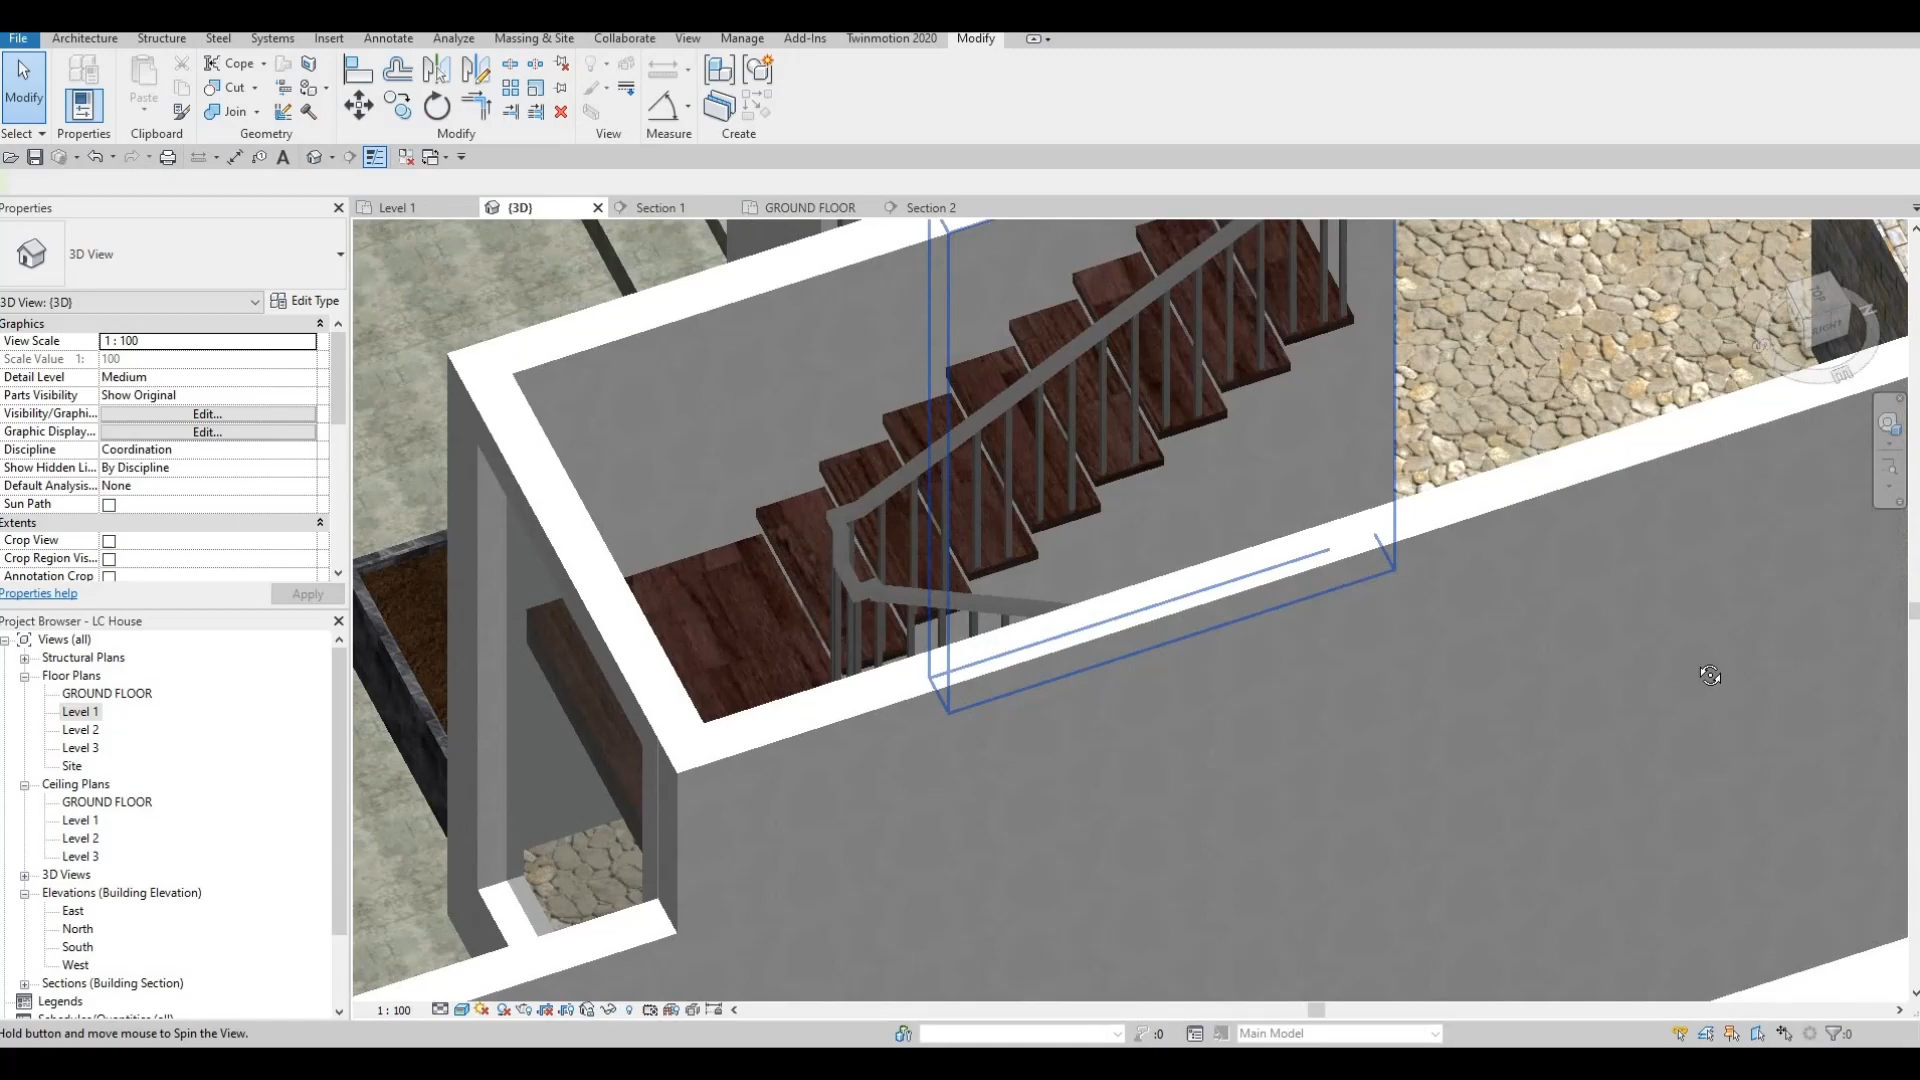 File Architecture Structure Steel Systems Insert Annotate Analyze Massing & Site Collaborate View Manage Add-Ins Twinmotion 2020 Modify
Modify
Paste
Cope
Cut
Join
Select Properties Clipboard Geometry Modify View Measure Create
Properties
Level 1 {3D} Section 1 GROUND FLOOR Section 2
3D View
3D View: {3D} Edit Type
Graphics
View Scale 1 : 100
Scale Value 1: 100
Detail Level Medium
Parts Visibility Show Original
Visibility/Graphi... Edit...
Graphic Display... Edit...
Discipline Coordination
Show Hidden Li... By Discipline
Default Analysis... None
Sun Path
Extents
Crop View
Crop Region Vis...
Annotation Crop
Properties help Apply
Project Browser - LC House
Views (all)
Structural Plans
Floor Plans
GROUND FLOOR
Level 1
Level 2
Level 3
Site
Ceiling Plans
GROUND FLOOR
Level 1
Level 2
Level 3
3D Views
Elevations (Building Elevation)
East
North
South
West
Sections (Building Section)
Legends
Schedules/Quantities (all)
TOP
RIGHT
1 : 100
Hold button and move mouse to Spin the View.
:0
Main Model
:0